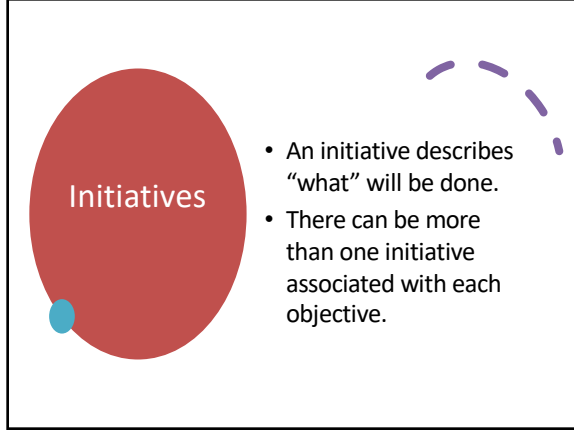 Initiatives
• An initiative describes
“what” will be done.
• There can be more
than one initiative
associated with each
objective.